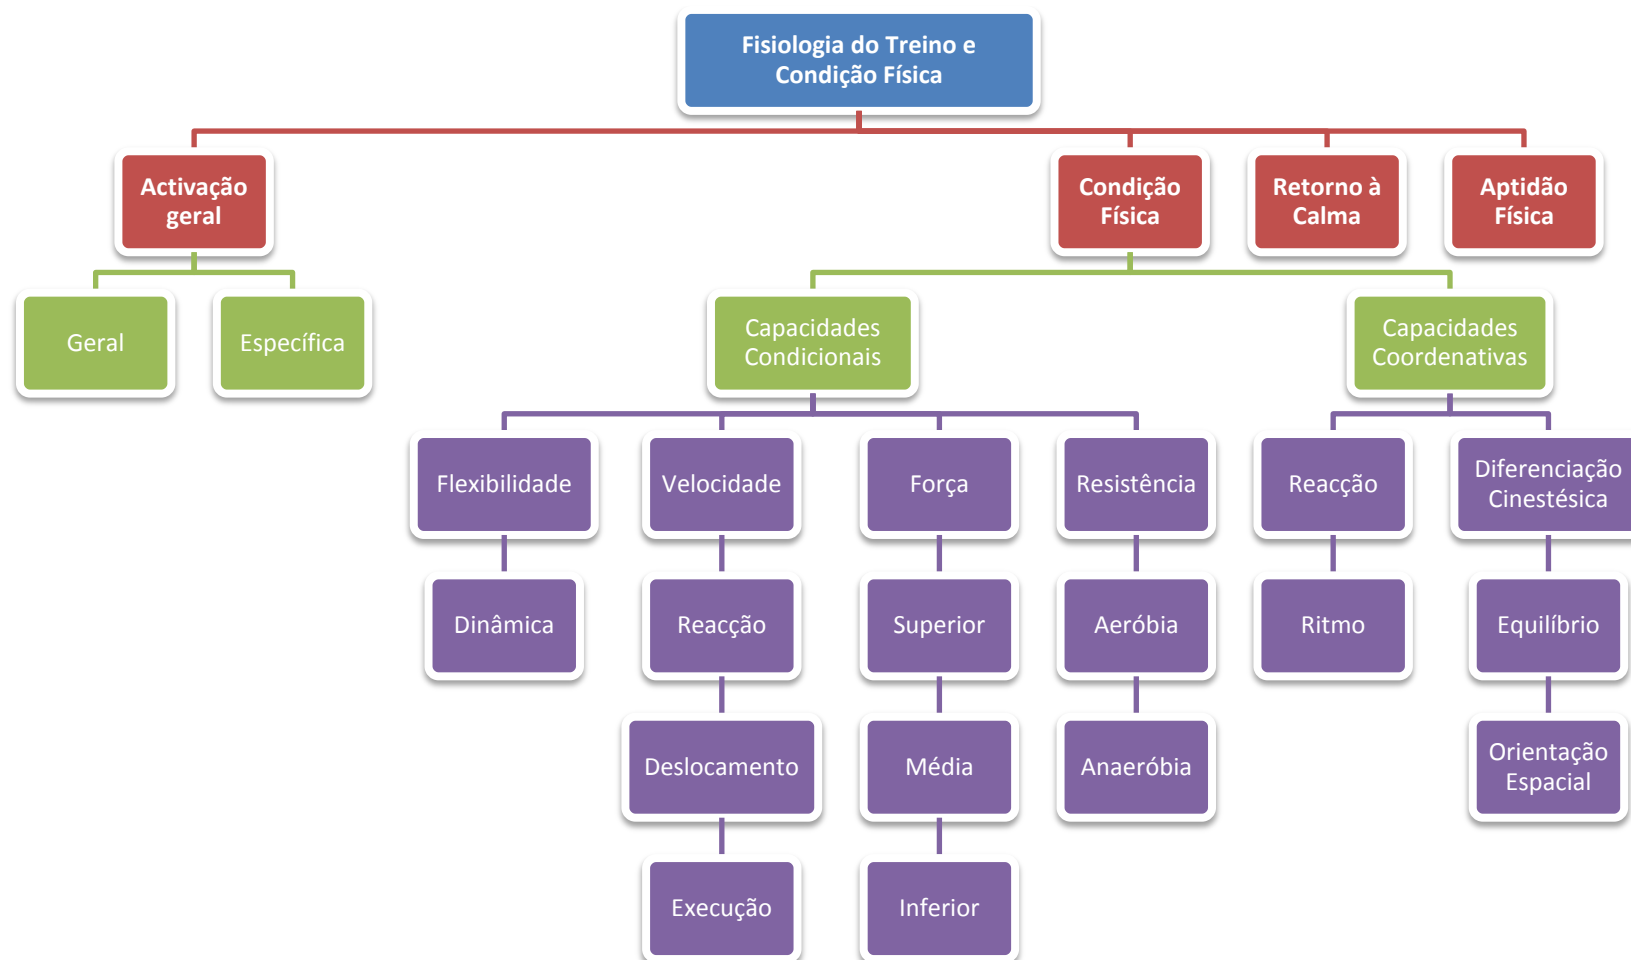 Fisiologia do Treino e
Condição Física
Activação
geral
Condição
Física
Retorno à
Calma
Aptidão
Física
Geral
Específica
Capacidades
Condicionais
Capacidades
Coordenativas
Flexibilidade
Velocidade
Força
Resistência
Reacção
Diferenciação
Cinestésica
Dinâmica
Reacção
Superior
Aeróbia
Ritmo
Equilíbrio
Deslocamento
Média
Anaeróbia
Orientação
Espacial
Execução
Inferior